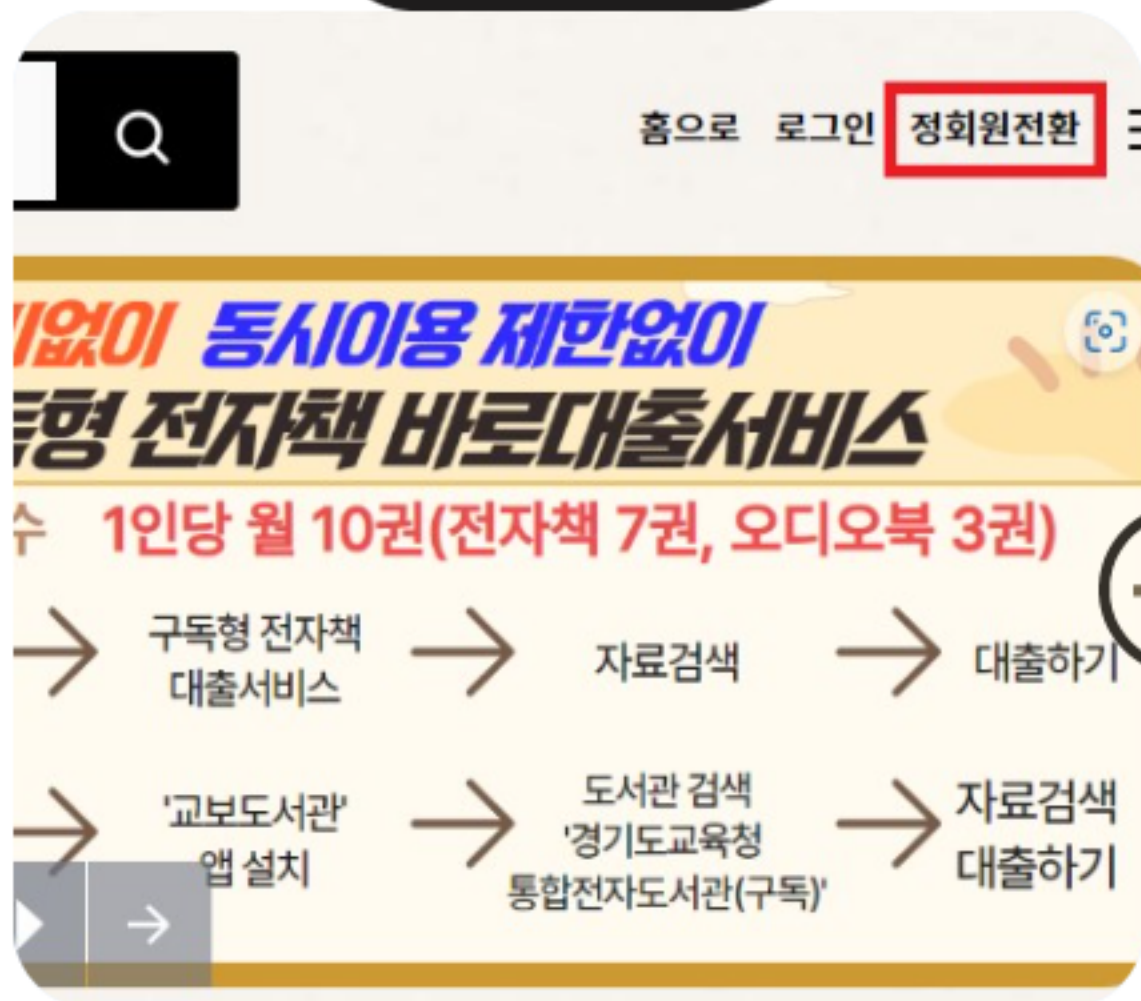 홈으로 로그인 정회원전환
없이 동시이용 제한없이
형 전자책 바로대출서비스
수 1인당 월 10권(전자책 7권, 오디오북 3권)
구독형 전자책
대출서비스
자료검색
대출하기
'교보도서관'
앱 설치
도서관 검색
'경기도교육청
통합전자도서관(구독)'
자료검색
대출하기